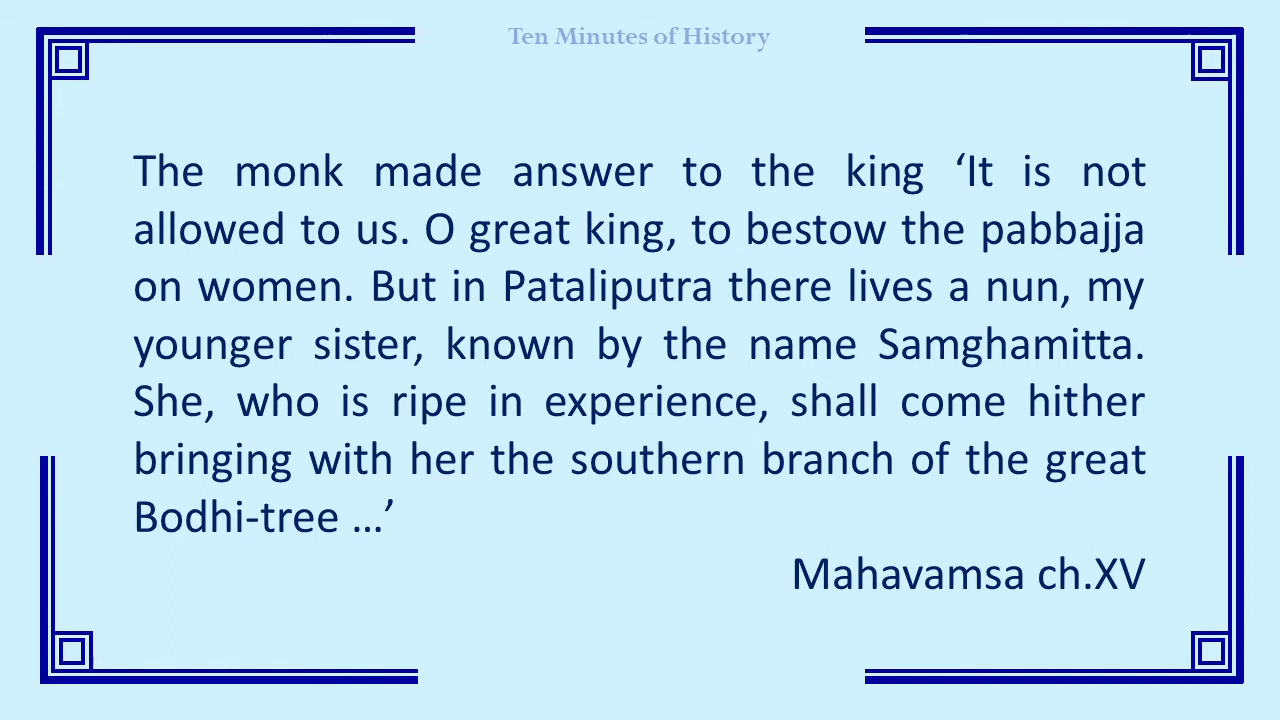 Ten Minutes of History
The monk made answer to the king ‘It is not
allowed to us. O great king, to bestow the pabbajja
on women. But in Pataliputra there lives a nun, my
younger sister, known by the name Samghamitta.
She, who is ripe in experience, shall come hither
bringing with her the southern branch of the great
Bodhi-tree …’
Mahavamsa ch.XV